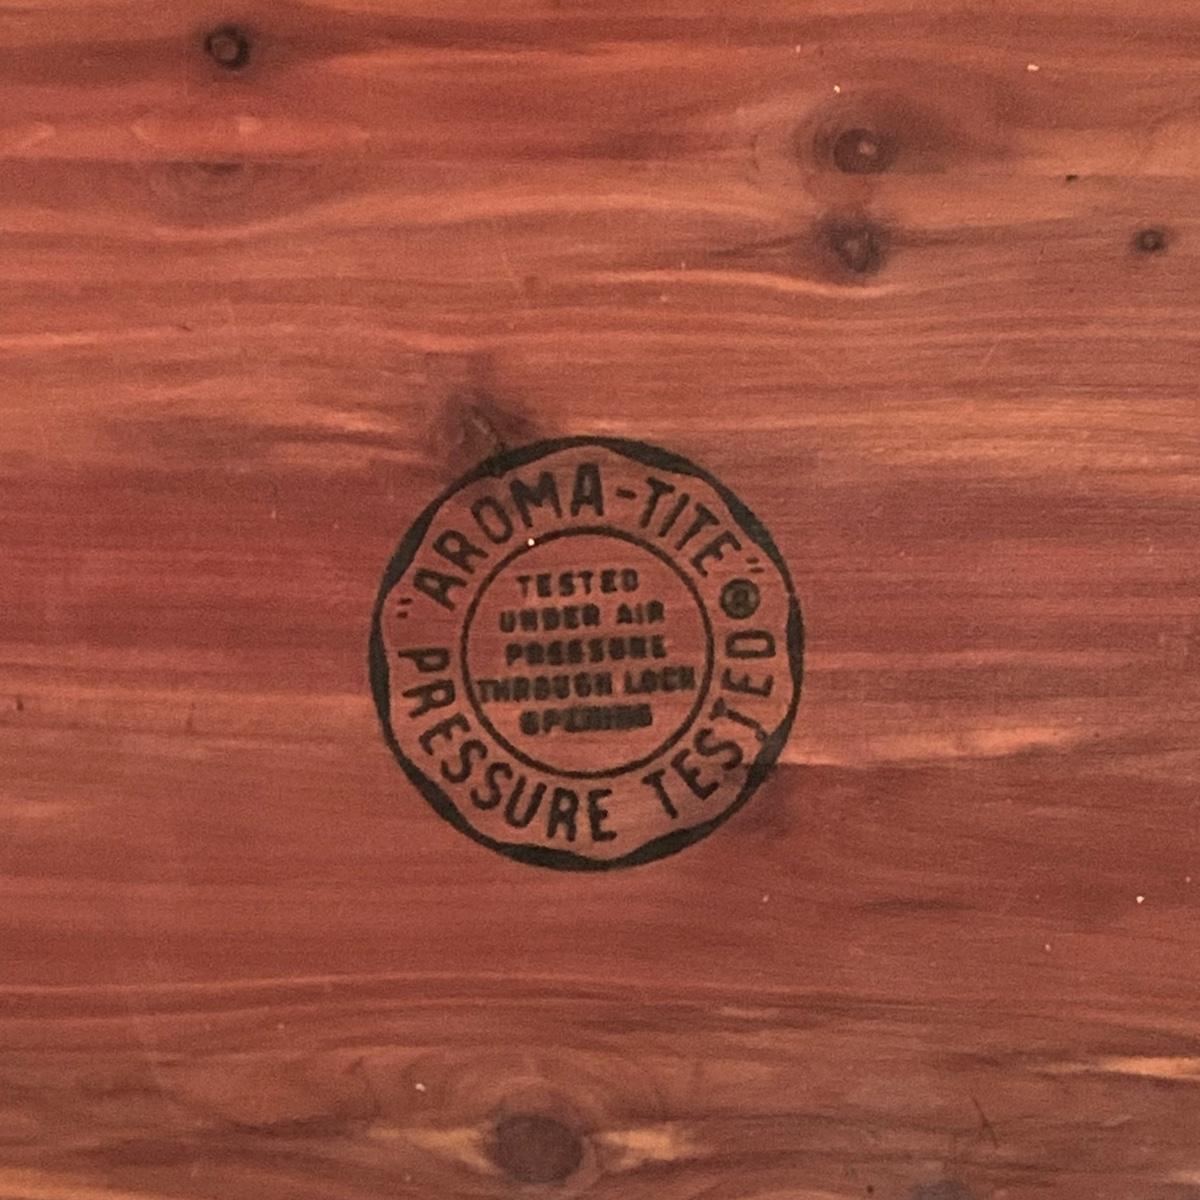 "AROMA-TITE"®
TESTED
UNDER AIR
PRESSURE
THROUGH LOCK
OPENING
PRESSURE TESTED